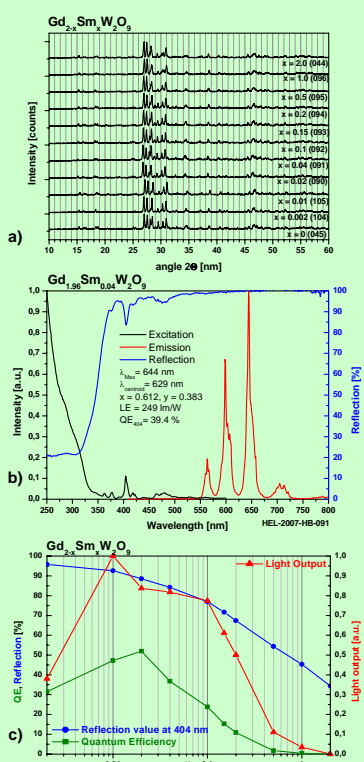 Gd2-xSmxW2O9
Intensity [counts]
x = 2.0 (044)
x = 1.0 (096)
x = 0.5 (095)
x = 0.2 (094)
x = 0.15 (093)
x = 0.1 (092)
x = 0.04 (091)
x = 0.02 (090)
x = 0.01 (105)
x = 0.002 (104)
x = 0 (045)
10 15 20 25 30 35 40 45 50 55 60
angle 2Θ [nm]
a)
Gd1.96Sm0.04W2O9
Intensity [a.u.]
1,0
0,9
0,8
0,7
0,6
0,5
0,4
0,3
0,2
0,1
0,0
Excitation
Emission
Reflection
λMax= 644 nm
λcentroid= 629 nm
x = 0.612, y = 0.383
LE = 249 lm/W
QE404= 39.4 %
100
90
80
70
60
50
40
30
20
10
0
Reflection [%]
250 300 350 400 450 500 550 600 650 700 750 800
Wavelength [nm]
HEL-2007-HB-091
b)
Gd2-xSmxW2O9
QE, Reflection [%]
100
90
80
70
60
50
40
30
20
10
0
Light Output
Reflection value at 404 nm
Quantum Efficiency
1,0
0,9
0,8
0,7
0,6
0,5
0,4
0,3
0,2
0,1
0,0
Light output [a.u.]
c)